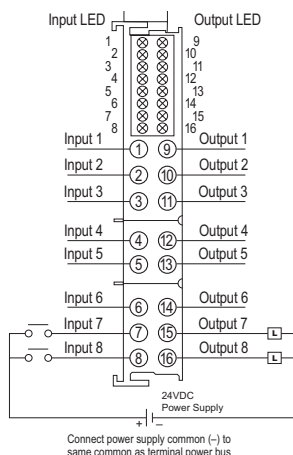 Input LED Output LED
1 9
2 10
3 11
4 12
5 13
6 14
7 15
8 16
Input 1 1 9 Output 1
Input 2 2 10 Output 2
Input 3 3 11 Output 3
Input 4 4 12 Output 4
Input 5 5 13 Output 5
Input 6 6 14 Output 6
Input 7 7 15 Output 7 L
Input 8 8 16 Output 8 L
24VDC
Power Supply
+ –
Connect power supply common (–) to
same common as terminal power bus